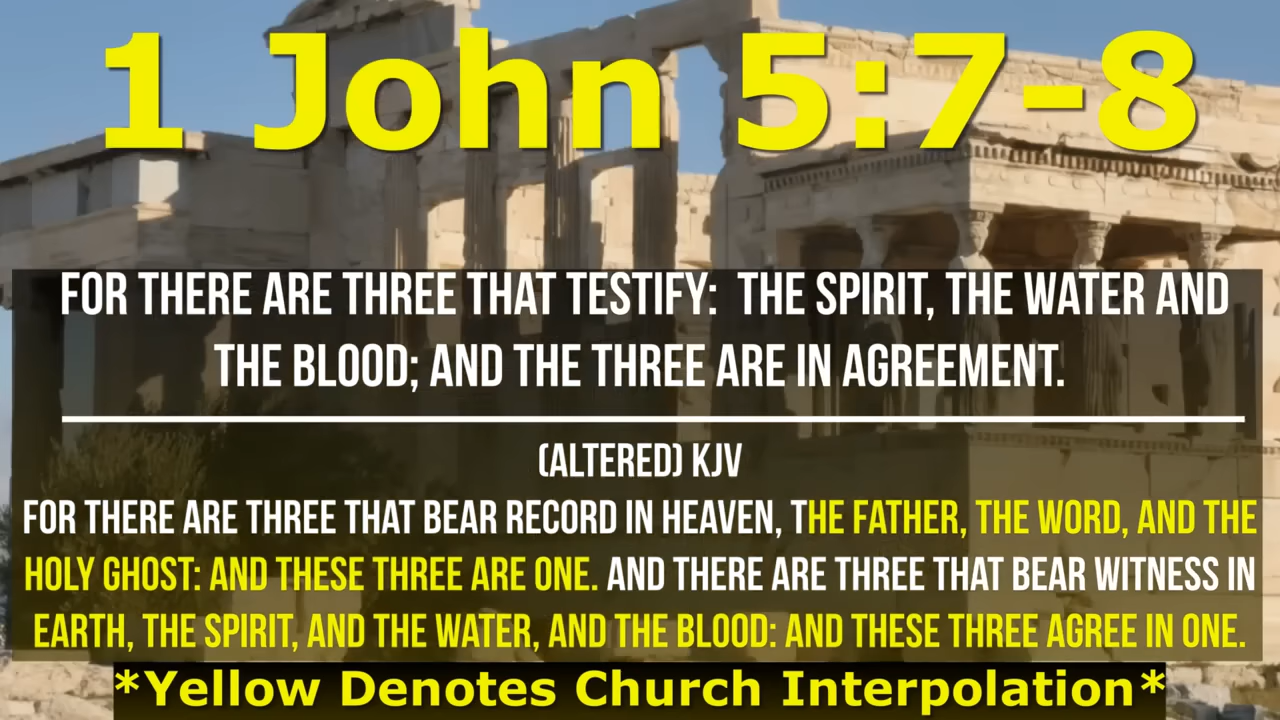 1 John 5:7-8
FOR THERE ARE THREE THAT TESTIFY: THE SPIRIT, THE WATER AND
THE BLOOD; AND THE THREE ARE IN AGREEMENT.
(ALTERED) KJV
FOR THERE ARE THREE THAT BEAR RECORD IN HEAVEN, THE FATHER, THE WORD, AND THE
HOLY GHOST: AND THESE THREE ARE ONE. AND THERE ARE THREE THAT BEAR WITNESS IN
EARTH, THE SPIRIT, AND THE WATER, AND THE BLOOD: AND THESE THREE AGREE IN ONE.
*Yellow Denotes Church Interpolation*